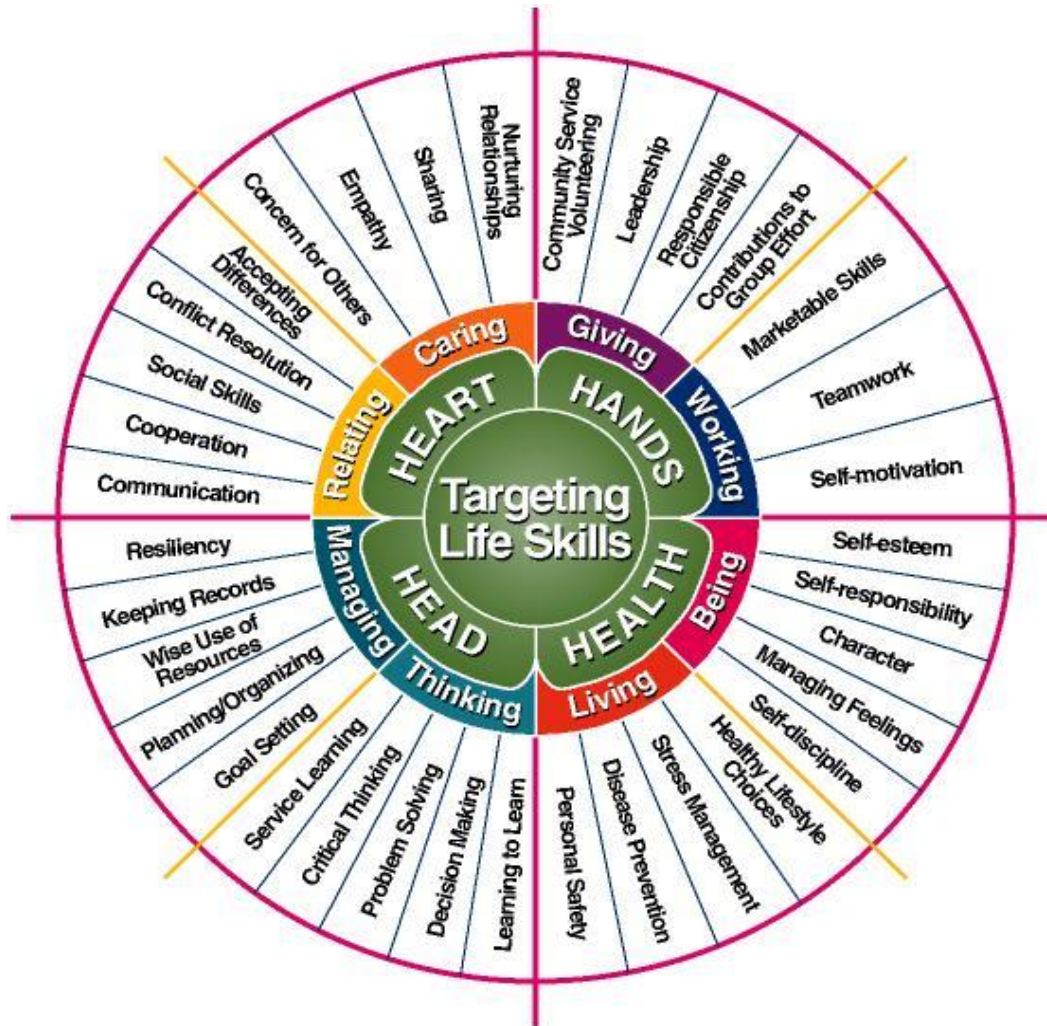 Targeting
Life Skills
HEART
HANDS
HEALTH
HEAD
Caring
Giving
Working
Being
Living
Thinking
Managing
Relating
Nurturing
Relationships
Sharing
Empathy
Concern for Others
Accepting
Differences
Conflict Resolution
Social Skills
Cooperation
Communication
Community Service
Volunteering
Leadership
Responsible
Citizenship
Contributions to
Group Effort
Marketable Skills
Teamwork
Self-motivation
Self-esteem
Self-responsibility
Character
Managing Feelings
Self-discipline
Healthy Lifestyle
Choices
Stress Management
Disease Prevention
Personal Safety
Learning to Learn
Decision Making
Problem Solving
Critical Thinking
Service Learning
Goal Setting
Planning/Organizing
Wise Use of
Resources
Keeping Records
Resiliency